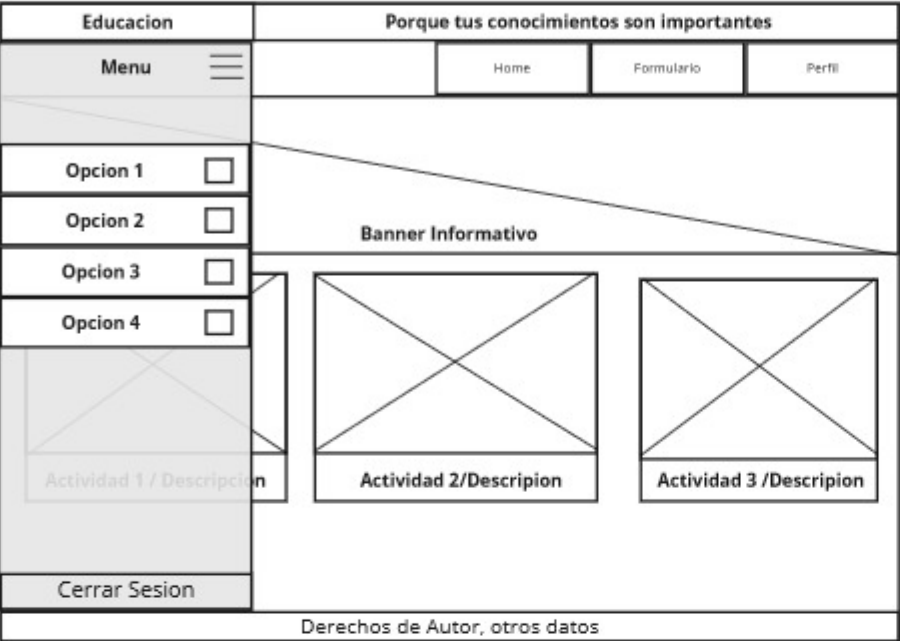 Educacion
Porque tus conocimientos son importantes
Menu
Home
Formulario
Perfil
Opcion 1
Opcion 2
Opcion 3
Opcion 4
Banner Informativo
Actividad 1 / Descripcion
Actividad 2/Descripion
Actividad 3 /Descripion
Cerrar Sesion
Derechos de Autor, otros datos